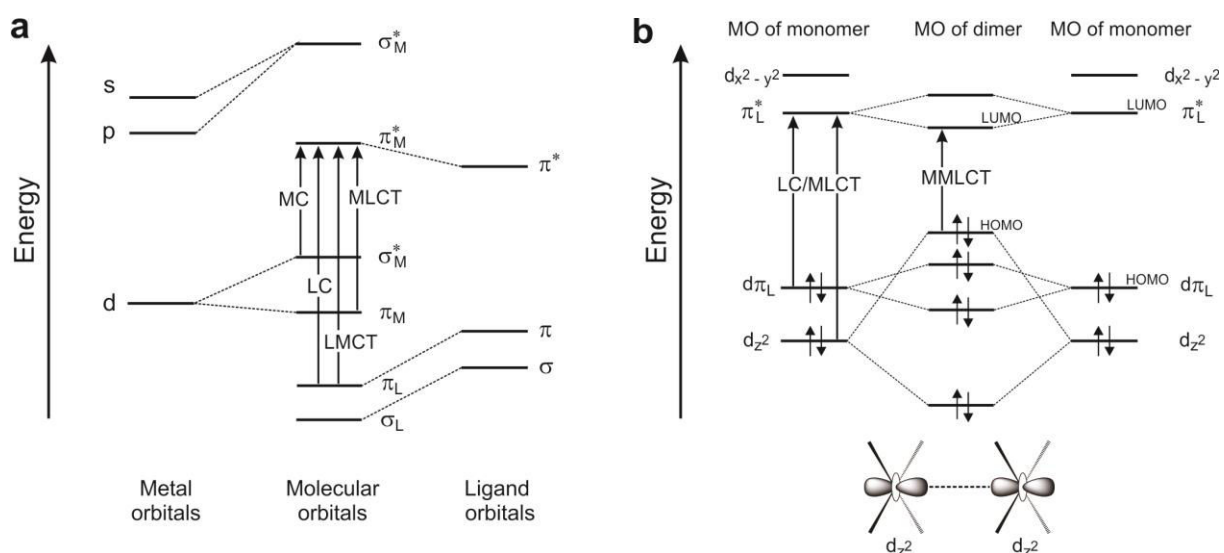 a
Energy
s
p
d
σ*M
π*M
σ*M
πM
πL
σL
π*
π
σ
MC
LC
LMCT
MLCT
Metal
orbitals
Molecular
orbitals
Ligand
orbitals
b
MO of monomer
MO of dimer
MO of monomer
Energy
dx²-y²
dx²-y²
π*L
LUMO
LUMO
π*L
LC/MLCT
MMLCT
HOMO
dπL
HOMO
dπL
dz²
dz²
dz²
dz²